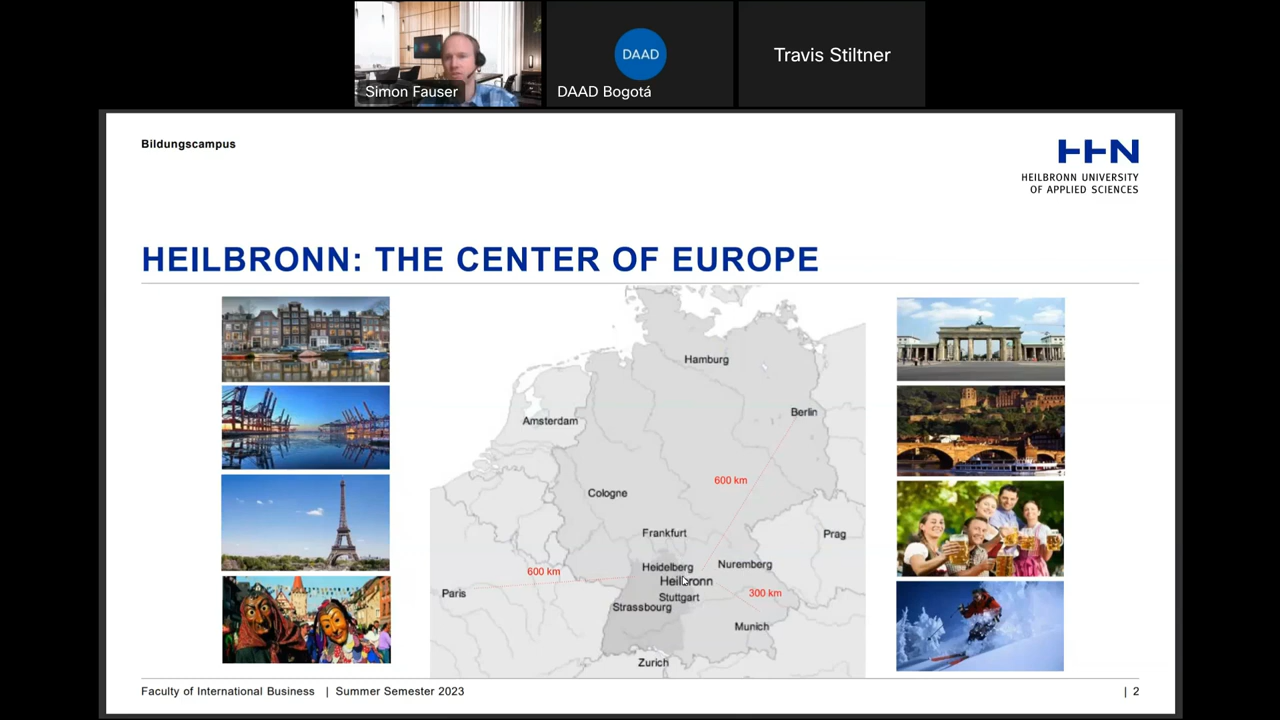 Simon Fauser
DAAD
DAAD Bogotá
Travis Stiltner
Bildungscampus
HHN
HEILBRONN UNIVERSITY
OF APPLIED SCIENCES
HEILBRONN: THE CENTER OF EUROPE
Hamburg
Berlin
Amsterdam
600 km
Cologne
Frankfurt
Prag
Heidelberg
Nuremberg
600 km
Heilbronn
Paris
Stuttgart
300 km
Strassbourg
Munich
Zurich
Faculty of International Business | Summer Semester 2023
| 2